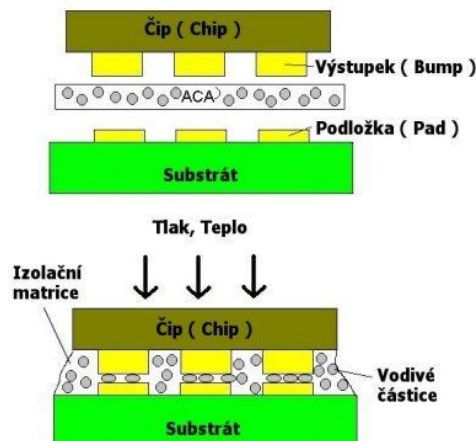 Čip ( Chip )
Výstupek ( Bump )
ACA
Podložka ( Pad )
Substrát
Tlak, Teplo
Izolační
matrice
Čip ( Chip )
Vodivé
částice
Substrát